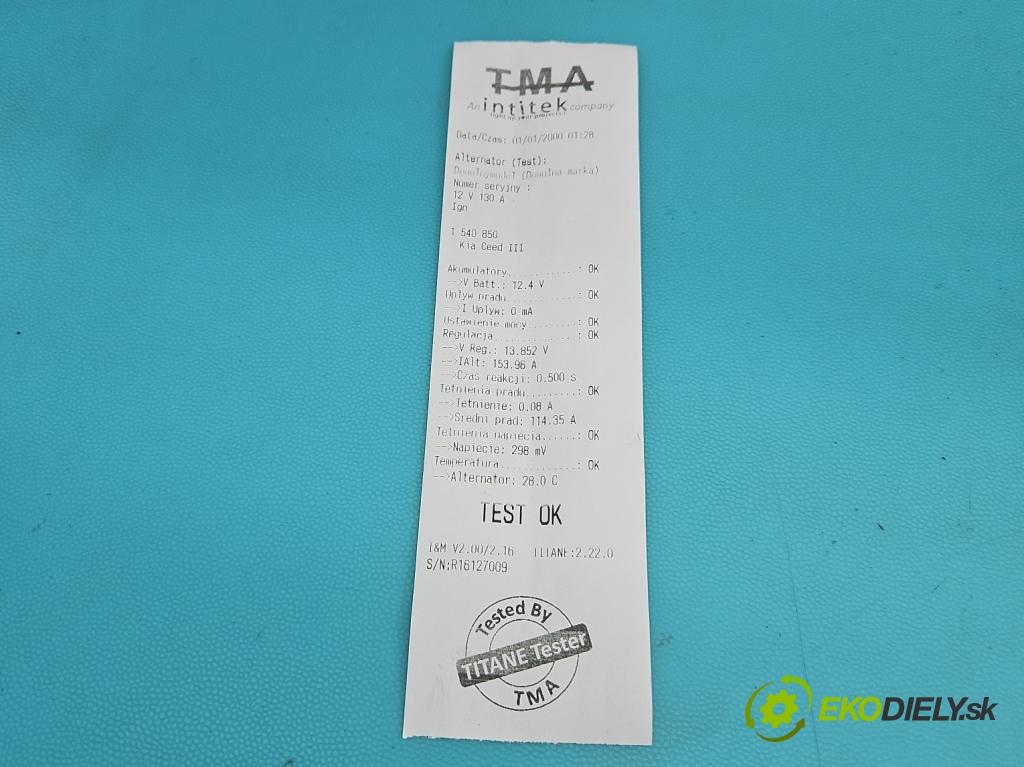 TMA
An intitek company
light up your projects!
Data/Czas: 01/01/2000 01:28
Alternator (Test):
Dowolnymodel (Dowolna marka)
Numer seryjny :
12 V 130 A
Ign
1 540 850
Kia Ceed III
Akumulatory...........: OK
-->V Batt.: 12.4 V
Upływ pradu...........: OK
-->I Uplyw: 0 mA
Ustawienie mocy.......: OK
Regulacja.............: OK
-->V Reg.: 13.852 V
-->IAlt: 153.96 A
-->Czas reakcji: 0.500 s
Tetnienia pradu........: OK
-->Tetnienie: 0.08 A
-->Sredni prad: 114.35 A
Tetnienia napiecia......: OK
-->Napiecie: 298 mV
Temperatura............: OK
-->Alternator: 28.0 C
TEST OK
I&M V2.00/2.16 TITANE:2.22.0
S/N:R16127009
Tested By
TITANE Tester
TMA
EKODIELY.sk